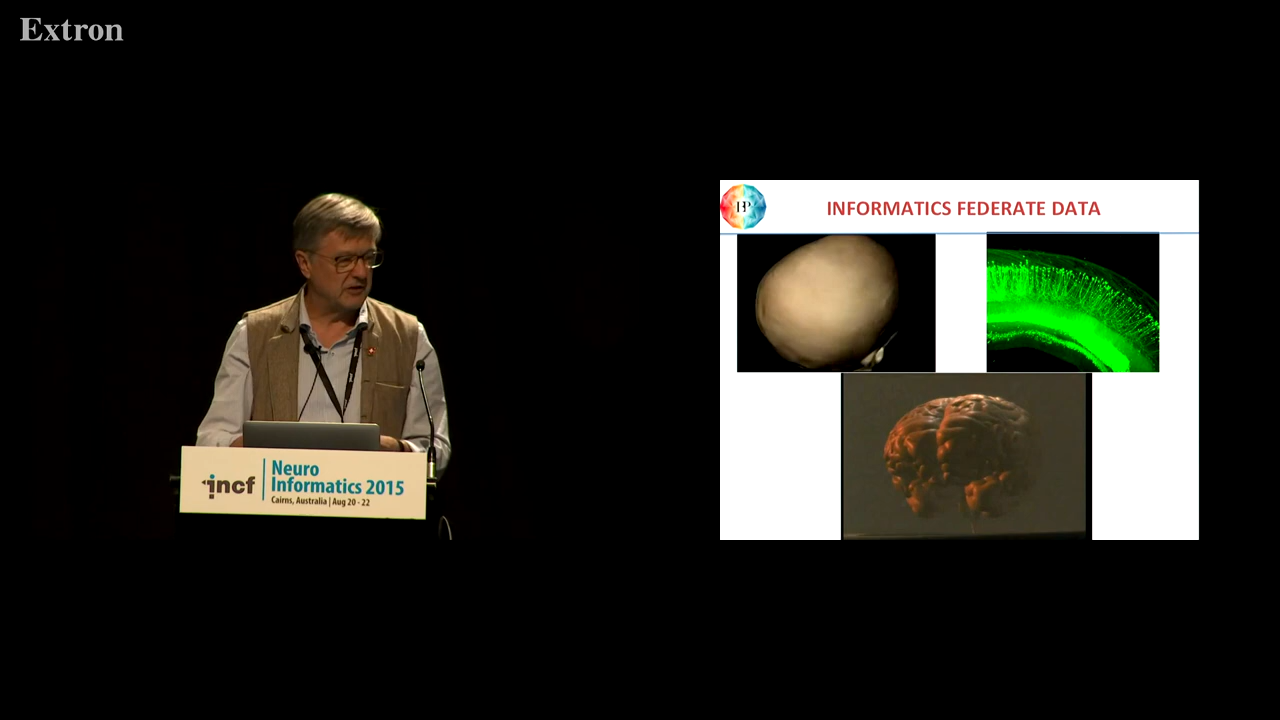 Extron
INFORMATICS FEDERATE DATA
incf
Neuro
Informatics 2015
Cairns, Australia | Aug 20 - 22